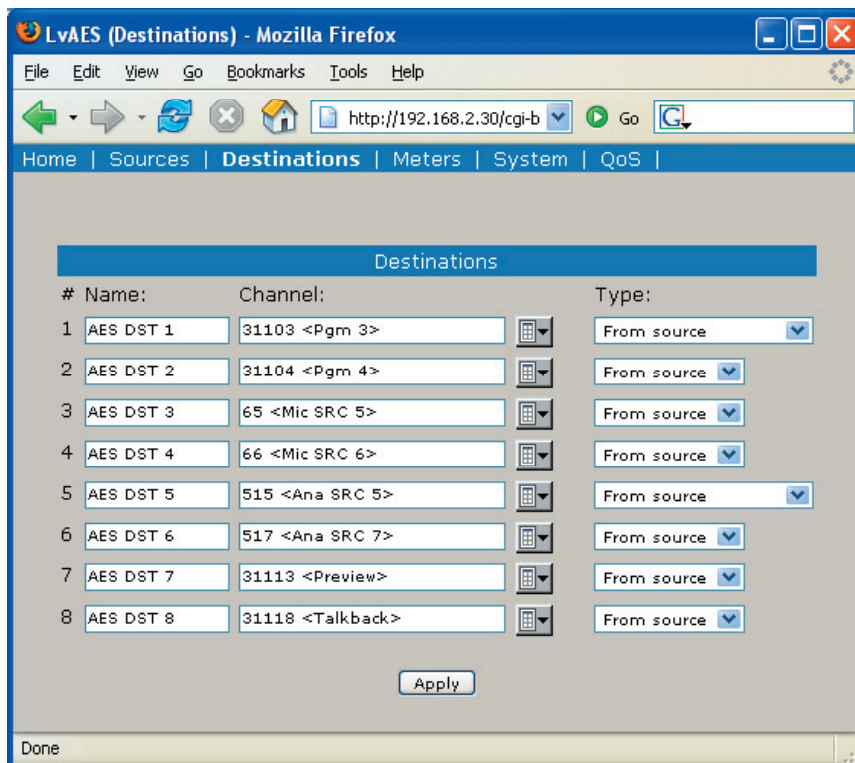 LvAES (Destinations) - Mozilla Firefox
File Edit View Go Bookmarks Tools Help
http://192.168.2.30/cgi-b Go G
Home | Sources | Destinations | Meters | System | QoS |
Destinations
# Name: Channel: Type:
1 AES DST 1 31103 <Pgm 3> From source
2 AES DST 2 31104 <Pgm 4> From source
3 AES DST 3 65 <Mic SRC 5> From source
4 AES DST 4 66 <Mic SRC 6> From source
5 AES DST 5 515 <Ana SRC 5> From source
6 AES DST 6 517 <Ana SRC 7> From source
7 AES DST 7 31113 <Preview> From source
8 AES DST 8 31118 <Talkback> From source
Apply
Done